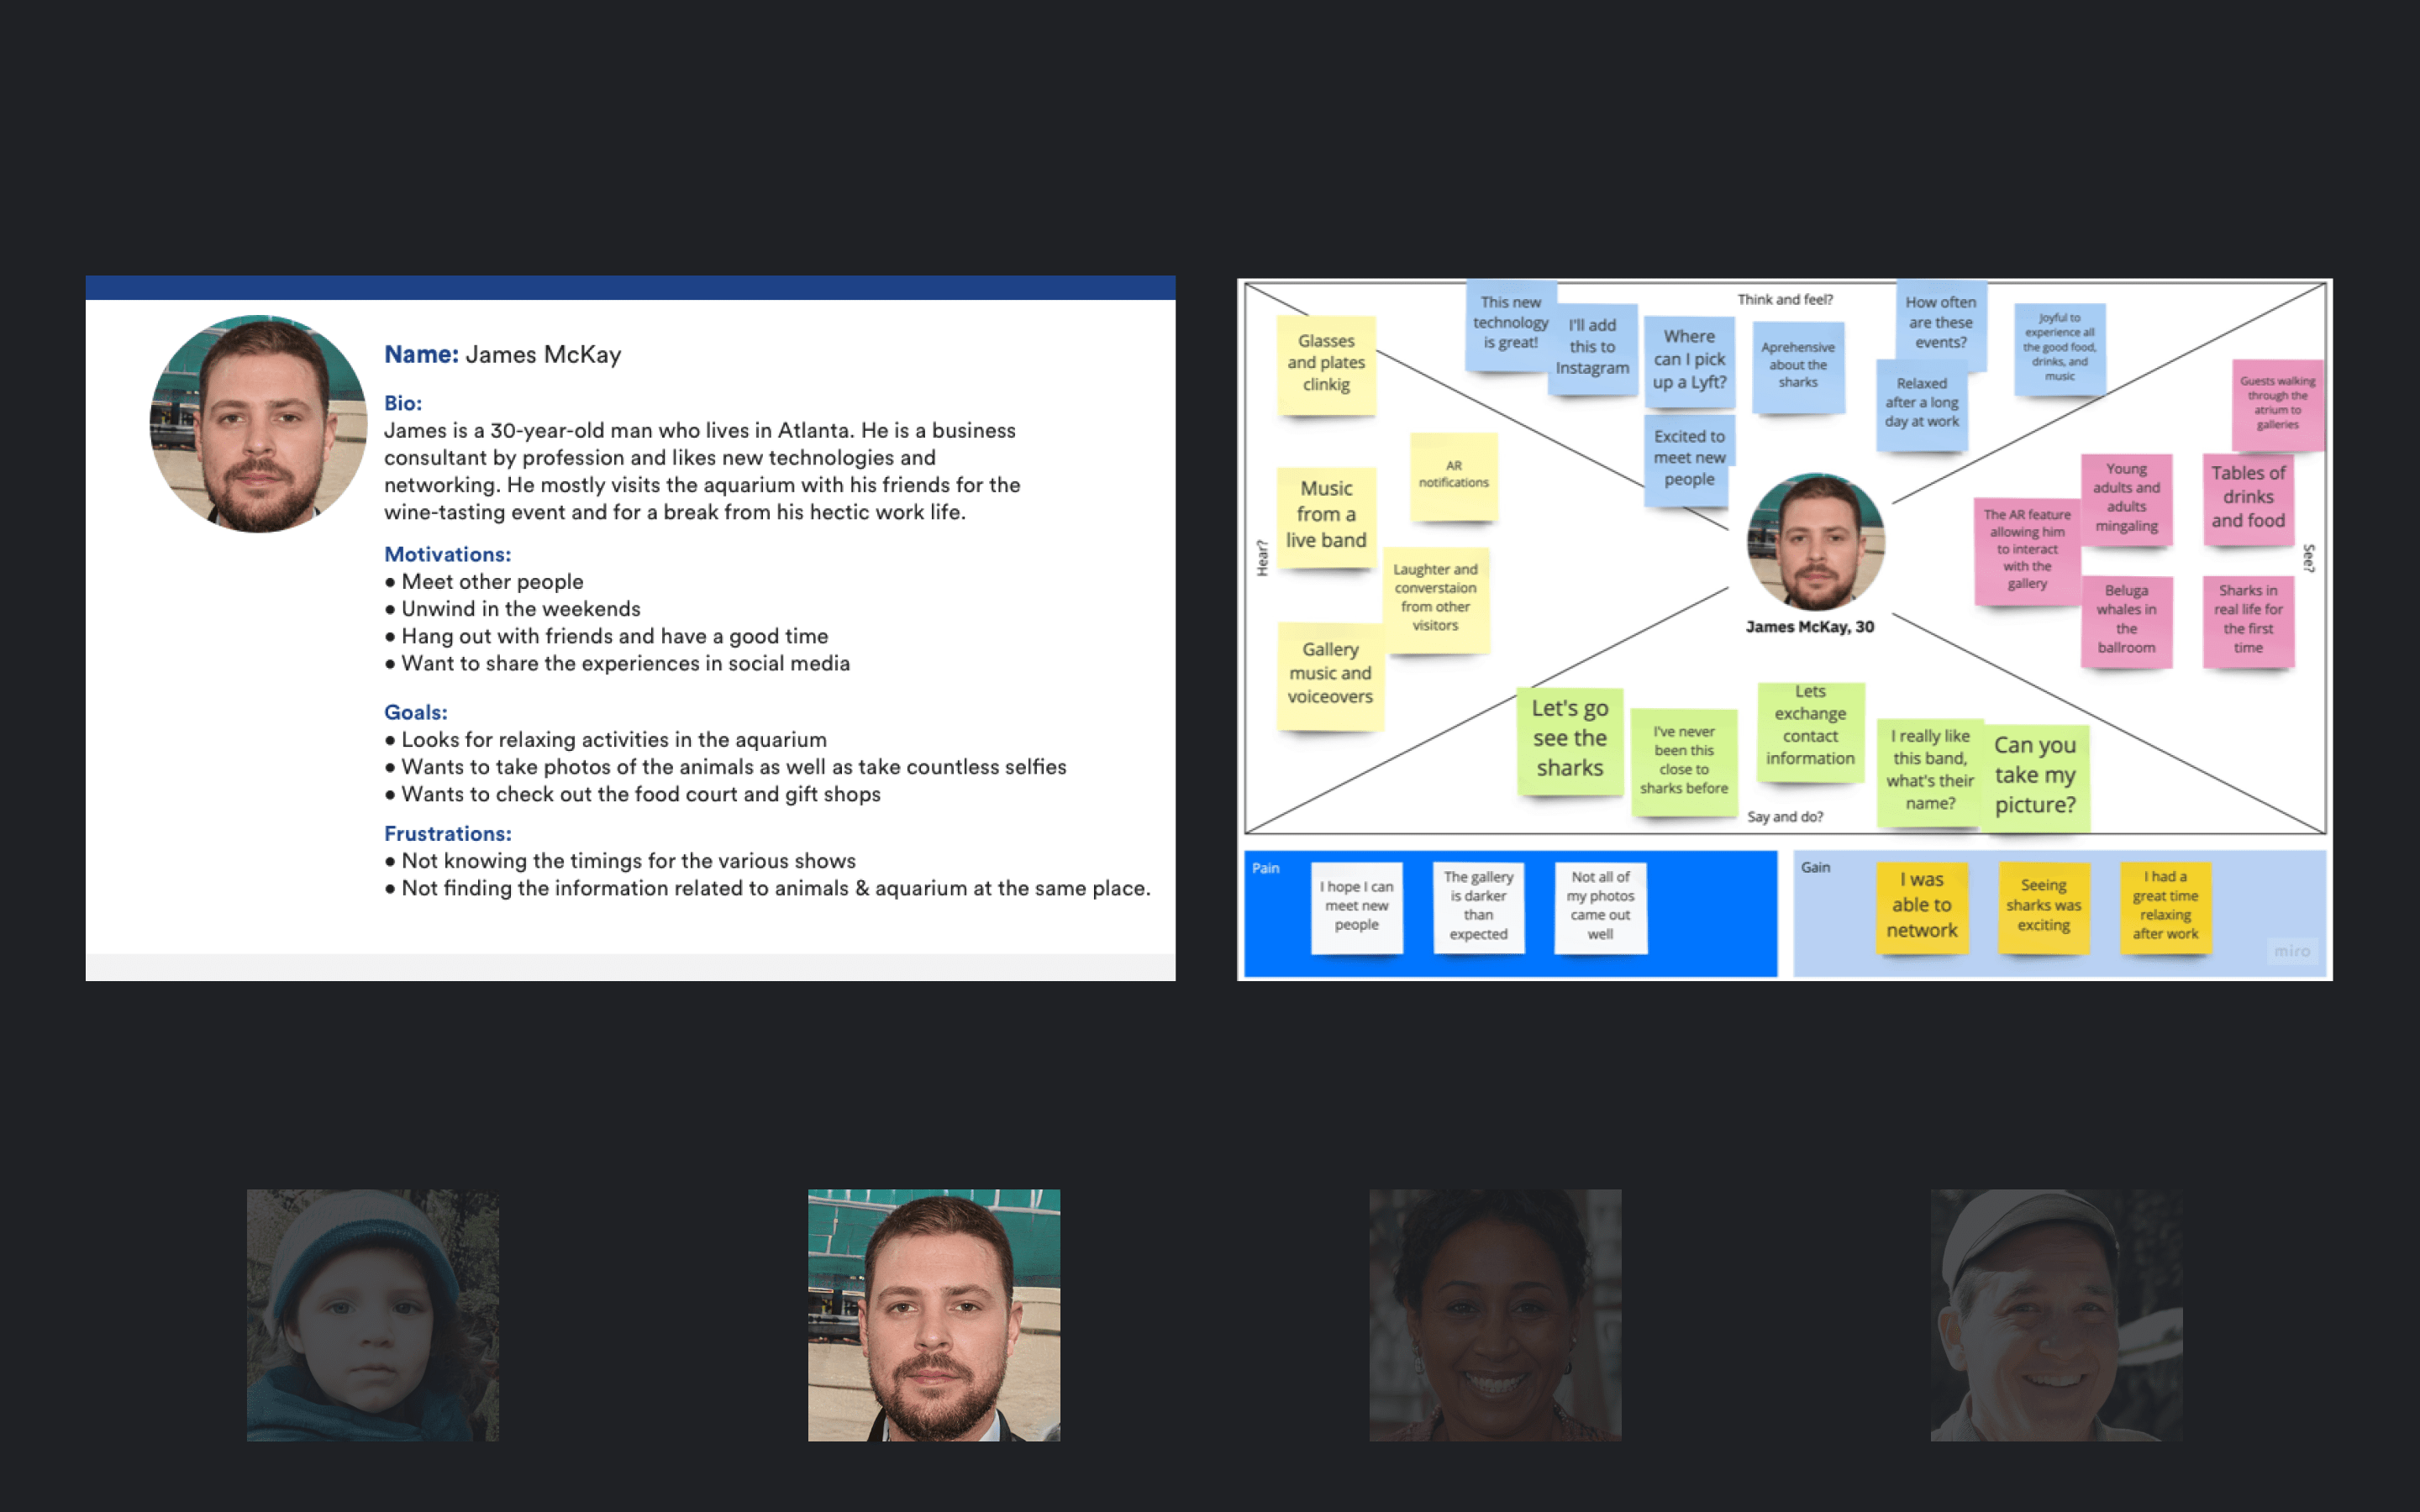 Name: James McKay
Bio:
James is a 30-year-old man who lives in Atlanta. He is a business
consultant by profession and likes new technologies and
networking. He mostly visits the aquarium with his friends for the
wine-tasting event and for a break from his hectic work life.
Motivations:
● Meet other people
● Unwind in the weekends
● Hang out with friends and have a good time
● Want to share the experiences in social media
Goals:
● Looks for relaxing activities in the aquarium
● Wants to take photos of the animals as well as take countless selfies
● Wants to check out the food court and gift shops
Frustrations:
● Not knowing the timings for the various shows
● Not finding the information related to animals & aquarium at the same place.
Think and feel?
This new
technology
is great!
I'll add
this to
Instagram
Where
can I pick
up a Lyft?
Excited to
meet new
people
Aprehensive
about the
sharks
How often
are these
events?
Relaxed
after a long
day at work
Joyful to
experience all
the good food,
drinks, and
music
Hear?
Glasses
and plates
clinkig
AR
notifications
Music
from a
live band
Laughter and
converstaion
from other
visitors
Gallery
music and
voiceovers
James McKay, 30
See?
Guests walking
through the
atrium to
galleries
Young
adults and
adults
mingaling
Tables of
drinks
and food
The AR feature
allowing him
to interact
with the
gallery
Beluga
whales in
the
ballroom
Sharks in
real life for
the first
time
Let's go
see the
sharks
I've never
been this
close to
sharks before
Lets
exchange
contact
information
I really like
this band,
what's their
name?
Can you
take my
picture?
Say and do?
Pain
I hope I can
meet new
people
The gallery
is darker
than
expected
Not all of
my photos
came out
well
Gain
I was
able to
network
Seeing
sharks was
exciting
I had a
great time
relaxing
after work
miro